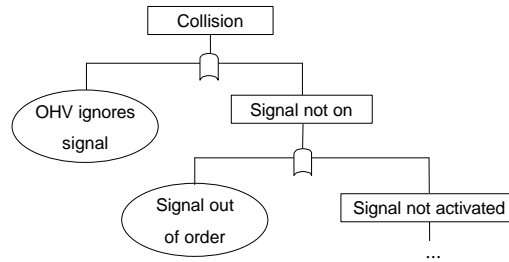 Collision
OHV ignores
signal
Signal not on
Signal out
of order
Signal not activated
...